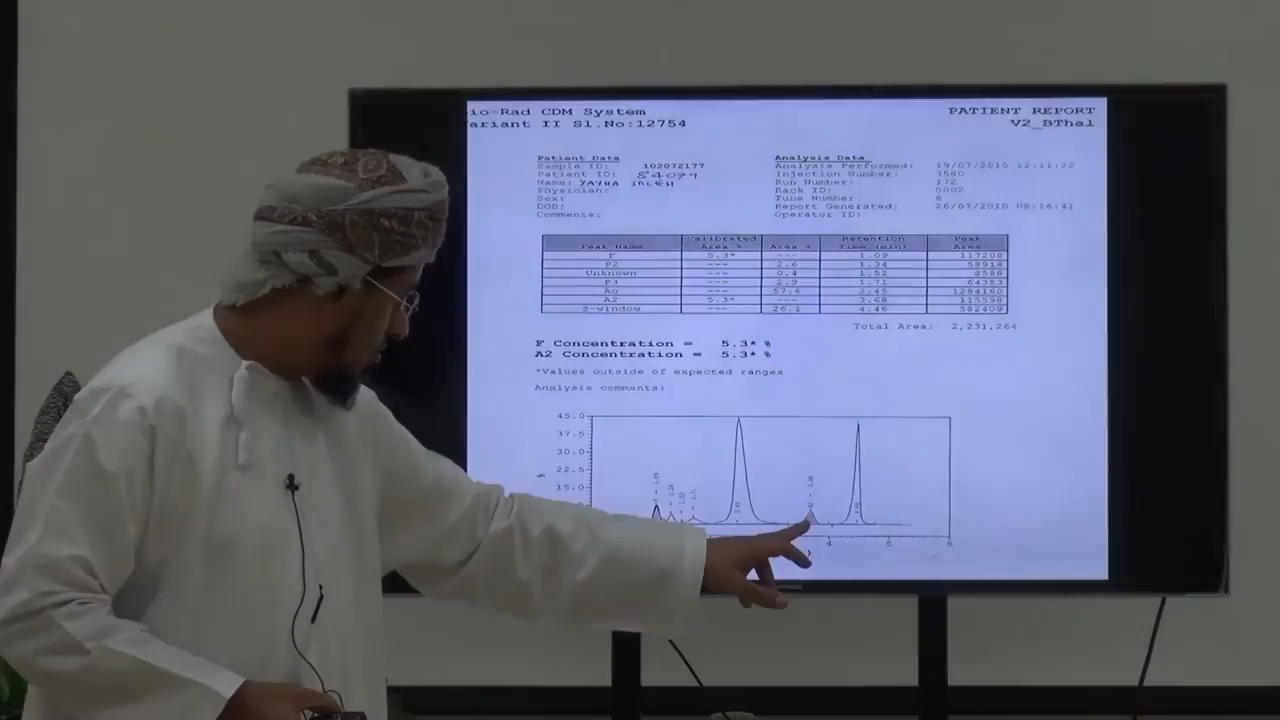 io-Rad CDM System
ariant II Sl.No:12754
PATIENT REPORT
V2_BThal
Patient Data
Sample ID: 102072177
Patient ID: 84099
Name: YAHYA SALEH
Physician:
Sex:
DOB:
Comments:
Analysis Data
Analysis Performed: 19/07/2010 12:11:22
Injection Number: 3580
Run Number: 172
Rack ID: 0002
Tube Number: 6
Report Generated: 26/07/2010 08:16:41
Operator ID:
Peak Name Calibrated Area % Area % Retention Time (min) Peak Area
F 5.3* --- 1.09 117208
P2 --- 2.6 1.34 58918
Unknown --- 0.4 1.52 8588
P3 --- 2.9 1.71 64383
Ao --- 57.6 2.45 1284160
A2 5.3* --- 3.68 115598
S-window --- 26.1 4.46 582409
Total Area: 2,231,264
F Concentration = 5.3* %
A2 Concentration = 5.3* %
*Values outside of expected ranges
Analysis comments:
45.0
37.5
30.0
22.5
15.0
%
4 5 6